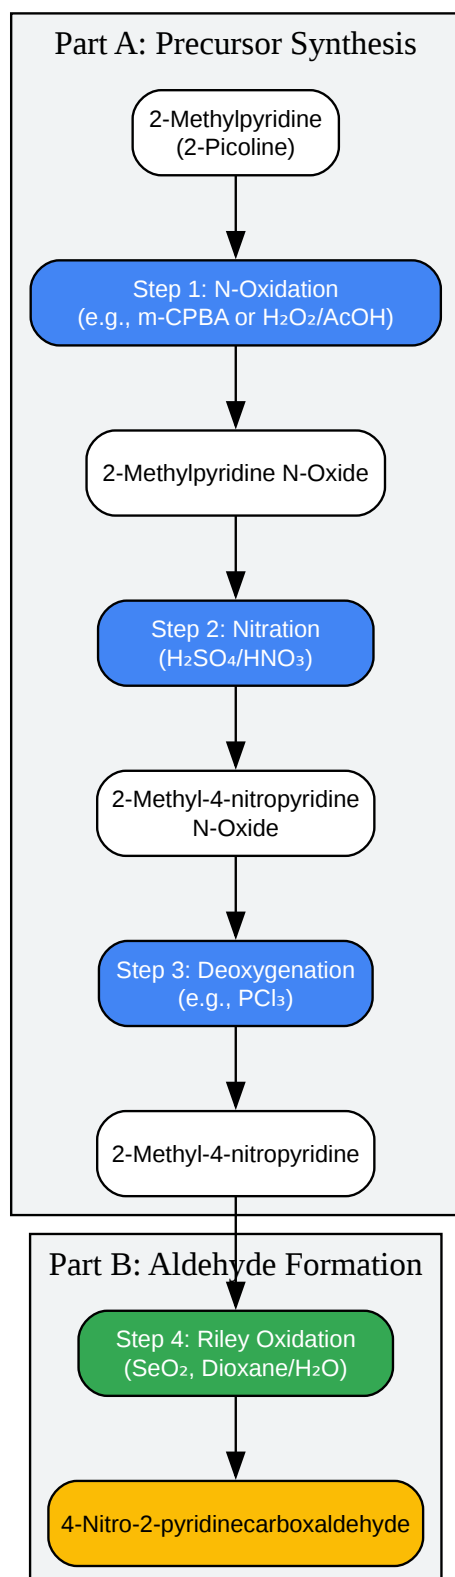 Part A: Precursor Synthesis
2-Methylpyridine
(2-Picoline)
Step 1: N-Oxidation
(e.g., m-CPBA or H₂O₂/AcOH)
2-Methylpyridine N-Oxide
Step 2: Nitration
(H₂SO₄/HNO₃)
2-Methyl-4-nitropyridine
N-Oxide
Step 3: Deoxygenation
(e.g., PCl₃)
2-Methyl-4-nitropyridine
Part B: Aldehyde Formation
Step 4: Riley Oxidation
(SeO₂, Dioxane/H₂O)
4-Nitro-2-pyridinecarboxaldehyde